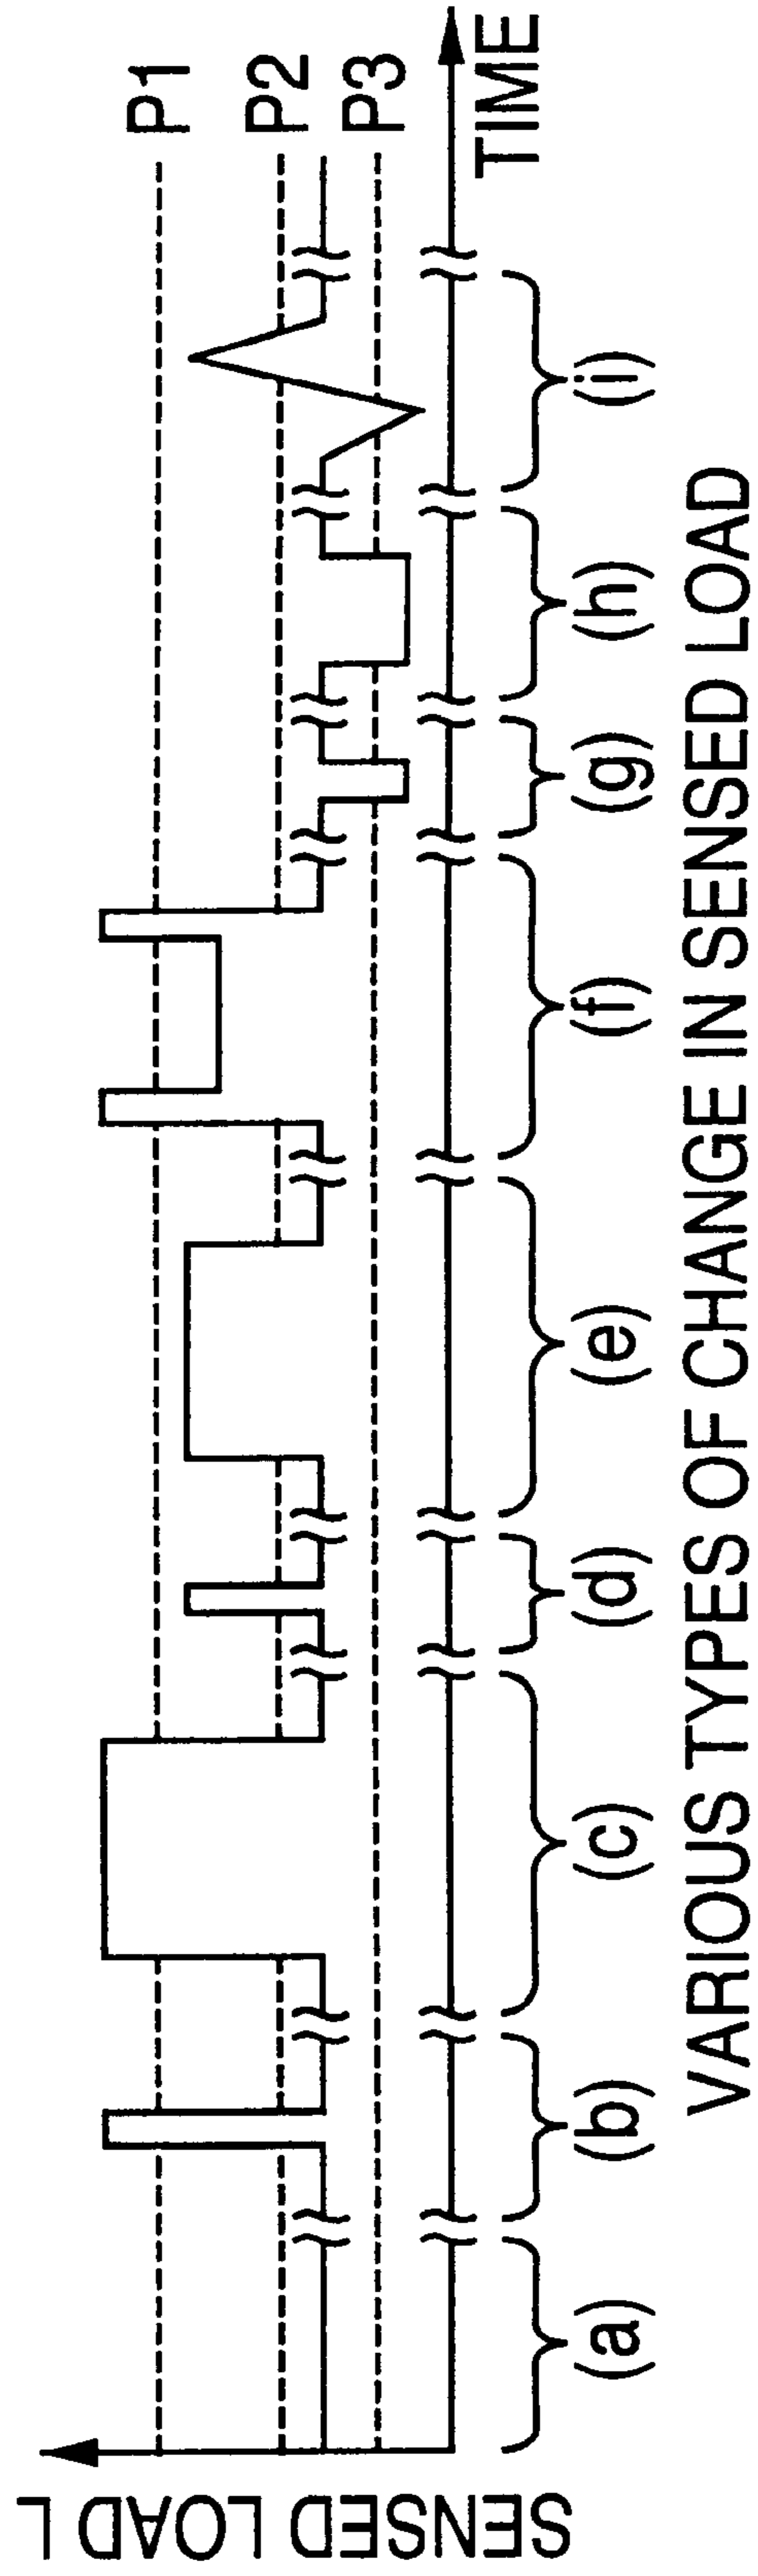 SENSED LOAD L
P1
P2
P3
TIME
(a)
(b)
(c)
(d)
(e)
(f)
(g)
(h)
(i)
VARIOUS TYPES OF CHANGE IN SENSED LOAD